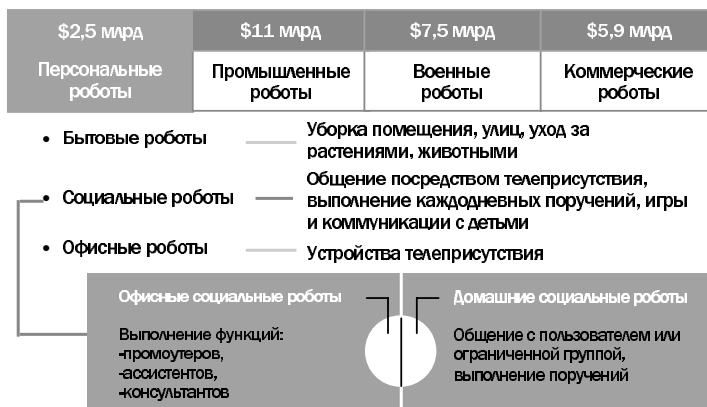 $2,5 млрд
$11 млрд
$7,5 млрд
$5,9 млрд
Персональные
роботы
Промышленные
роботы
Военные
роботы
Коммерческие
роботы
• Бытовые роботы
Уборка помещения, улиц, уход за
растениями, животными
• Социальные роботы
Общение посредством телеприсутствия,
выполнение каждодневных поручений, игры
и коммуникации с детьми
• Офисные роботы
Устройства телеприсутствия
Офисные социальные роботы
Выполнение функций:
-промоутеров,
-ассистентов,
-консультантов
Домашние социальные роботы
Общение с пользователем или
ограниченной группой,
выполнение поручений